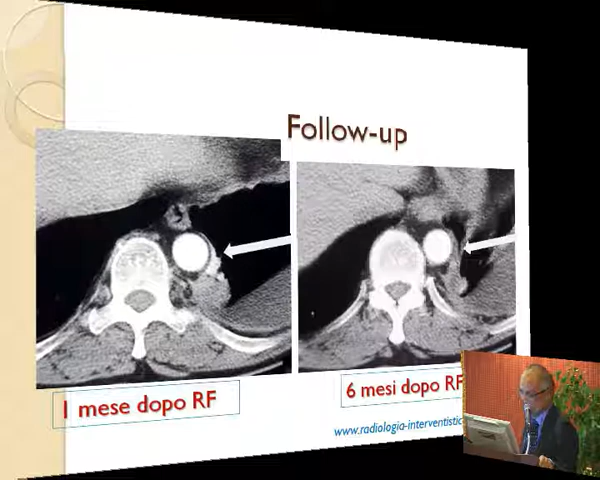 Follow-up
1 mese dopo RF
6 mesi dopo RF
www.radiologia-interventistic